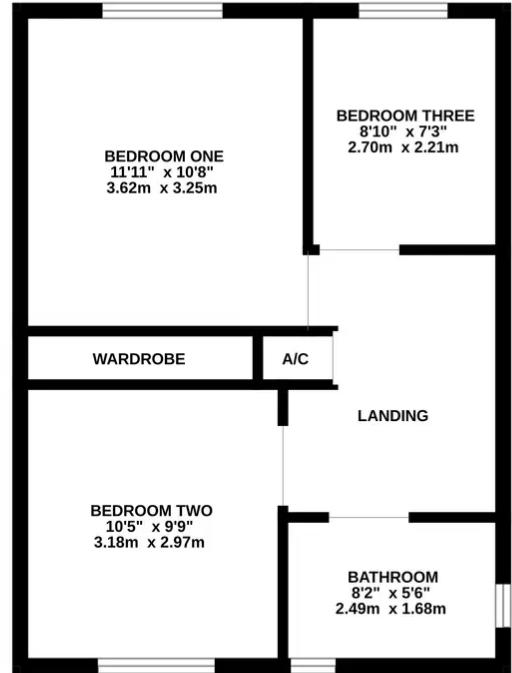 BEDROOM ONE
11'11"  x 10'8"
3.62m  x 3.25m
BEDROOM THREE
8'10"  x 7'3"
2.70m  x 2.21m
WARDROBE
A/C
LANDING
BEDROOM TWO
10'5"  x 9'9"
3.18m  x 2.97m
BATHROOM
8'2"  x 5'6"
2.49m  x 1.68m